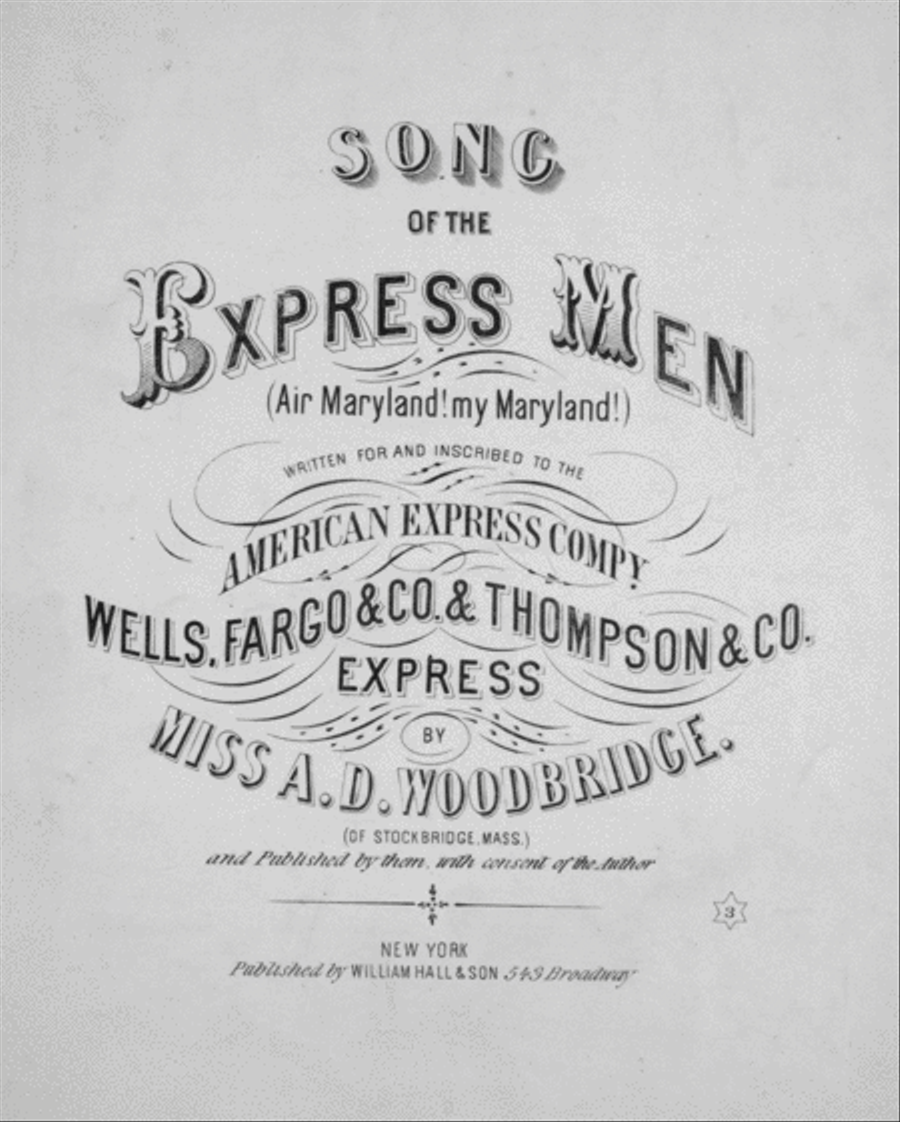 SONG
OF THE
EXPRESS MEN
(Air Maryland! my Maryland!)
WRITTEN FOR AND INSCRIBED TO THE
AMERICAN EXPRESS COMPY.
WELLS, FARGO & CO. & THOMPSON & CO.
EXPRESS
BY
MISS A. D. WOODBRIDGE.
(OF STOCKBRIDGE, MASS.)
and Published by them, with consent of the Author
3
NEW YORK
Published by WILLIAM HALL & SON 543 Broadway